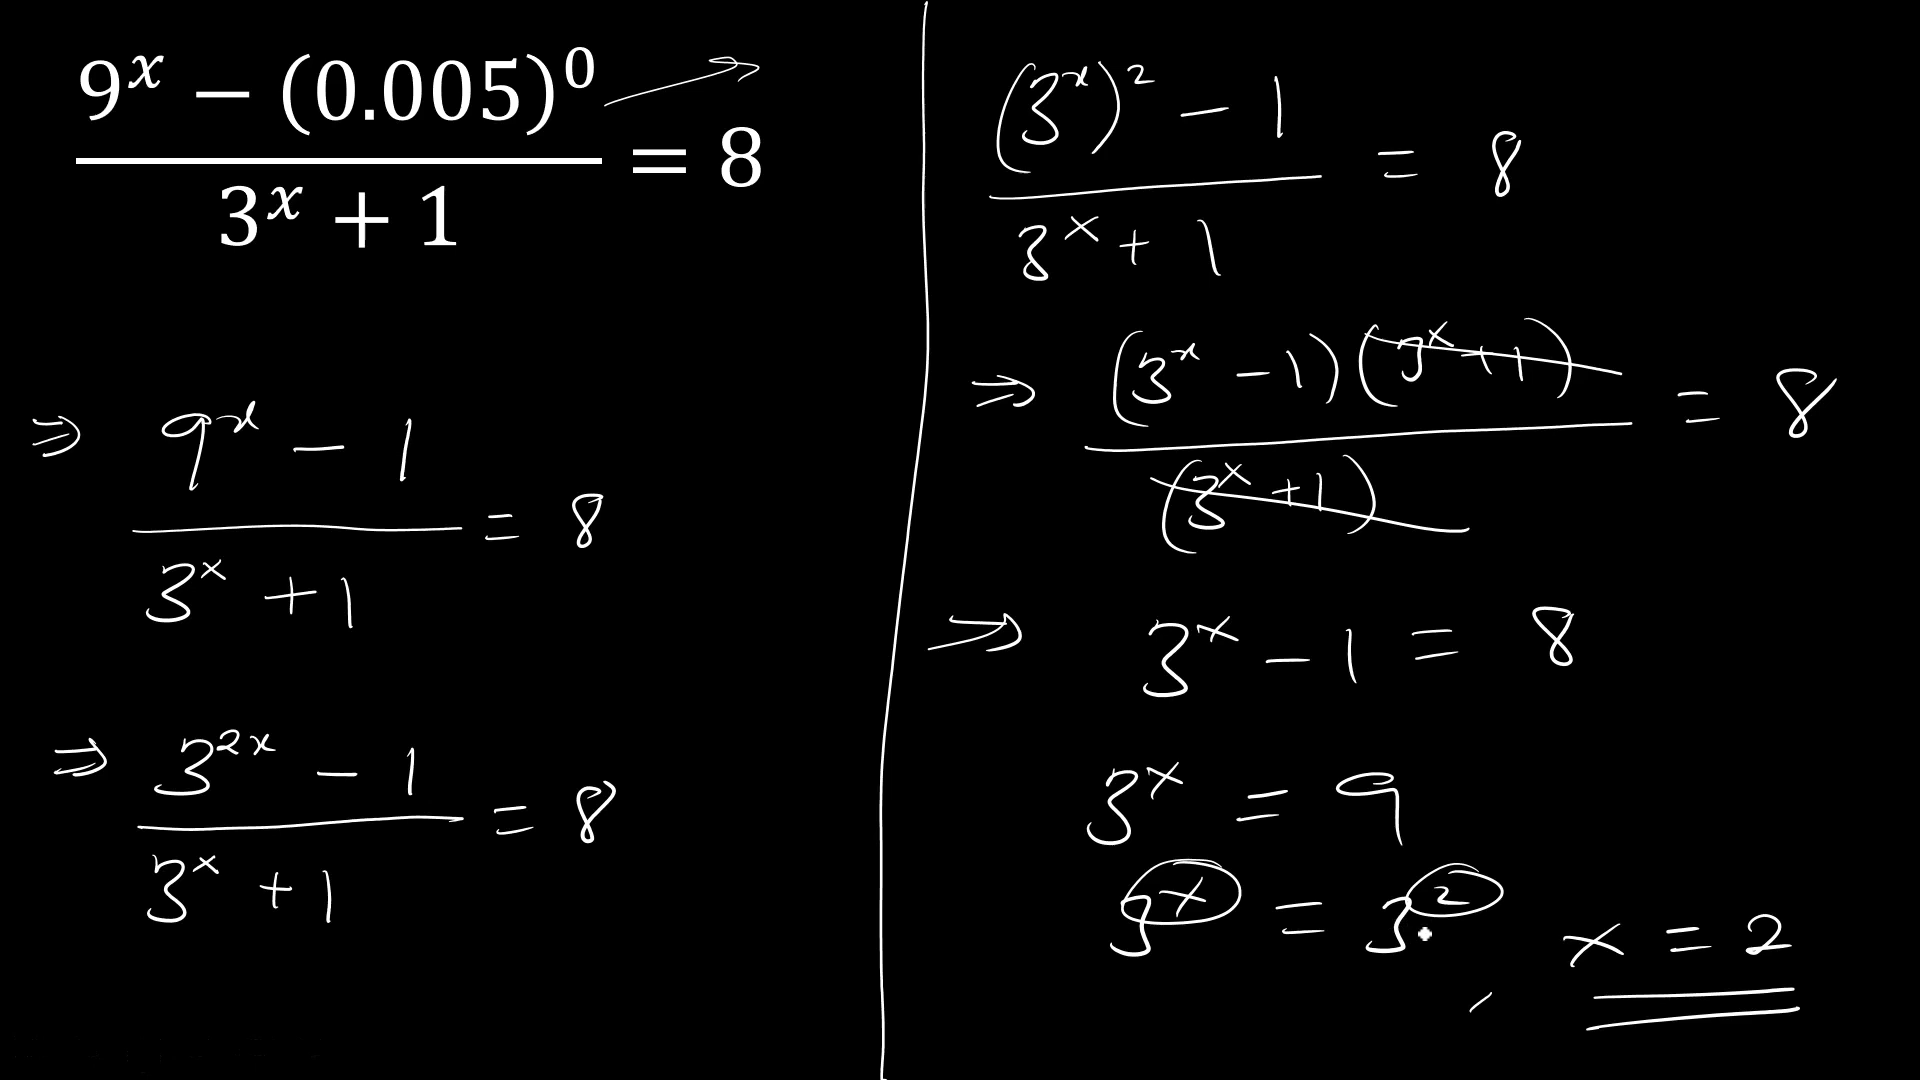 (9^x − (0.005)^0) / (3^x + 1) = 8
⇒ (9^x − 1) / (3^x + 1) = 8
⇒ (3^{2x} − 1) / (3^x + 1) = 8
((3^x)^2 − 1) / (3^x + 1) = 8
⇒ ((3^x − 1)(3^x + 1)) / (3^x + 1) = 8
⇒ 3^x − 1 = 8
3^x = 9
3^x = 3^2, x = 2